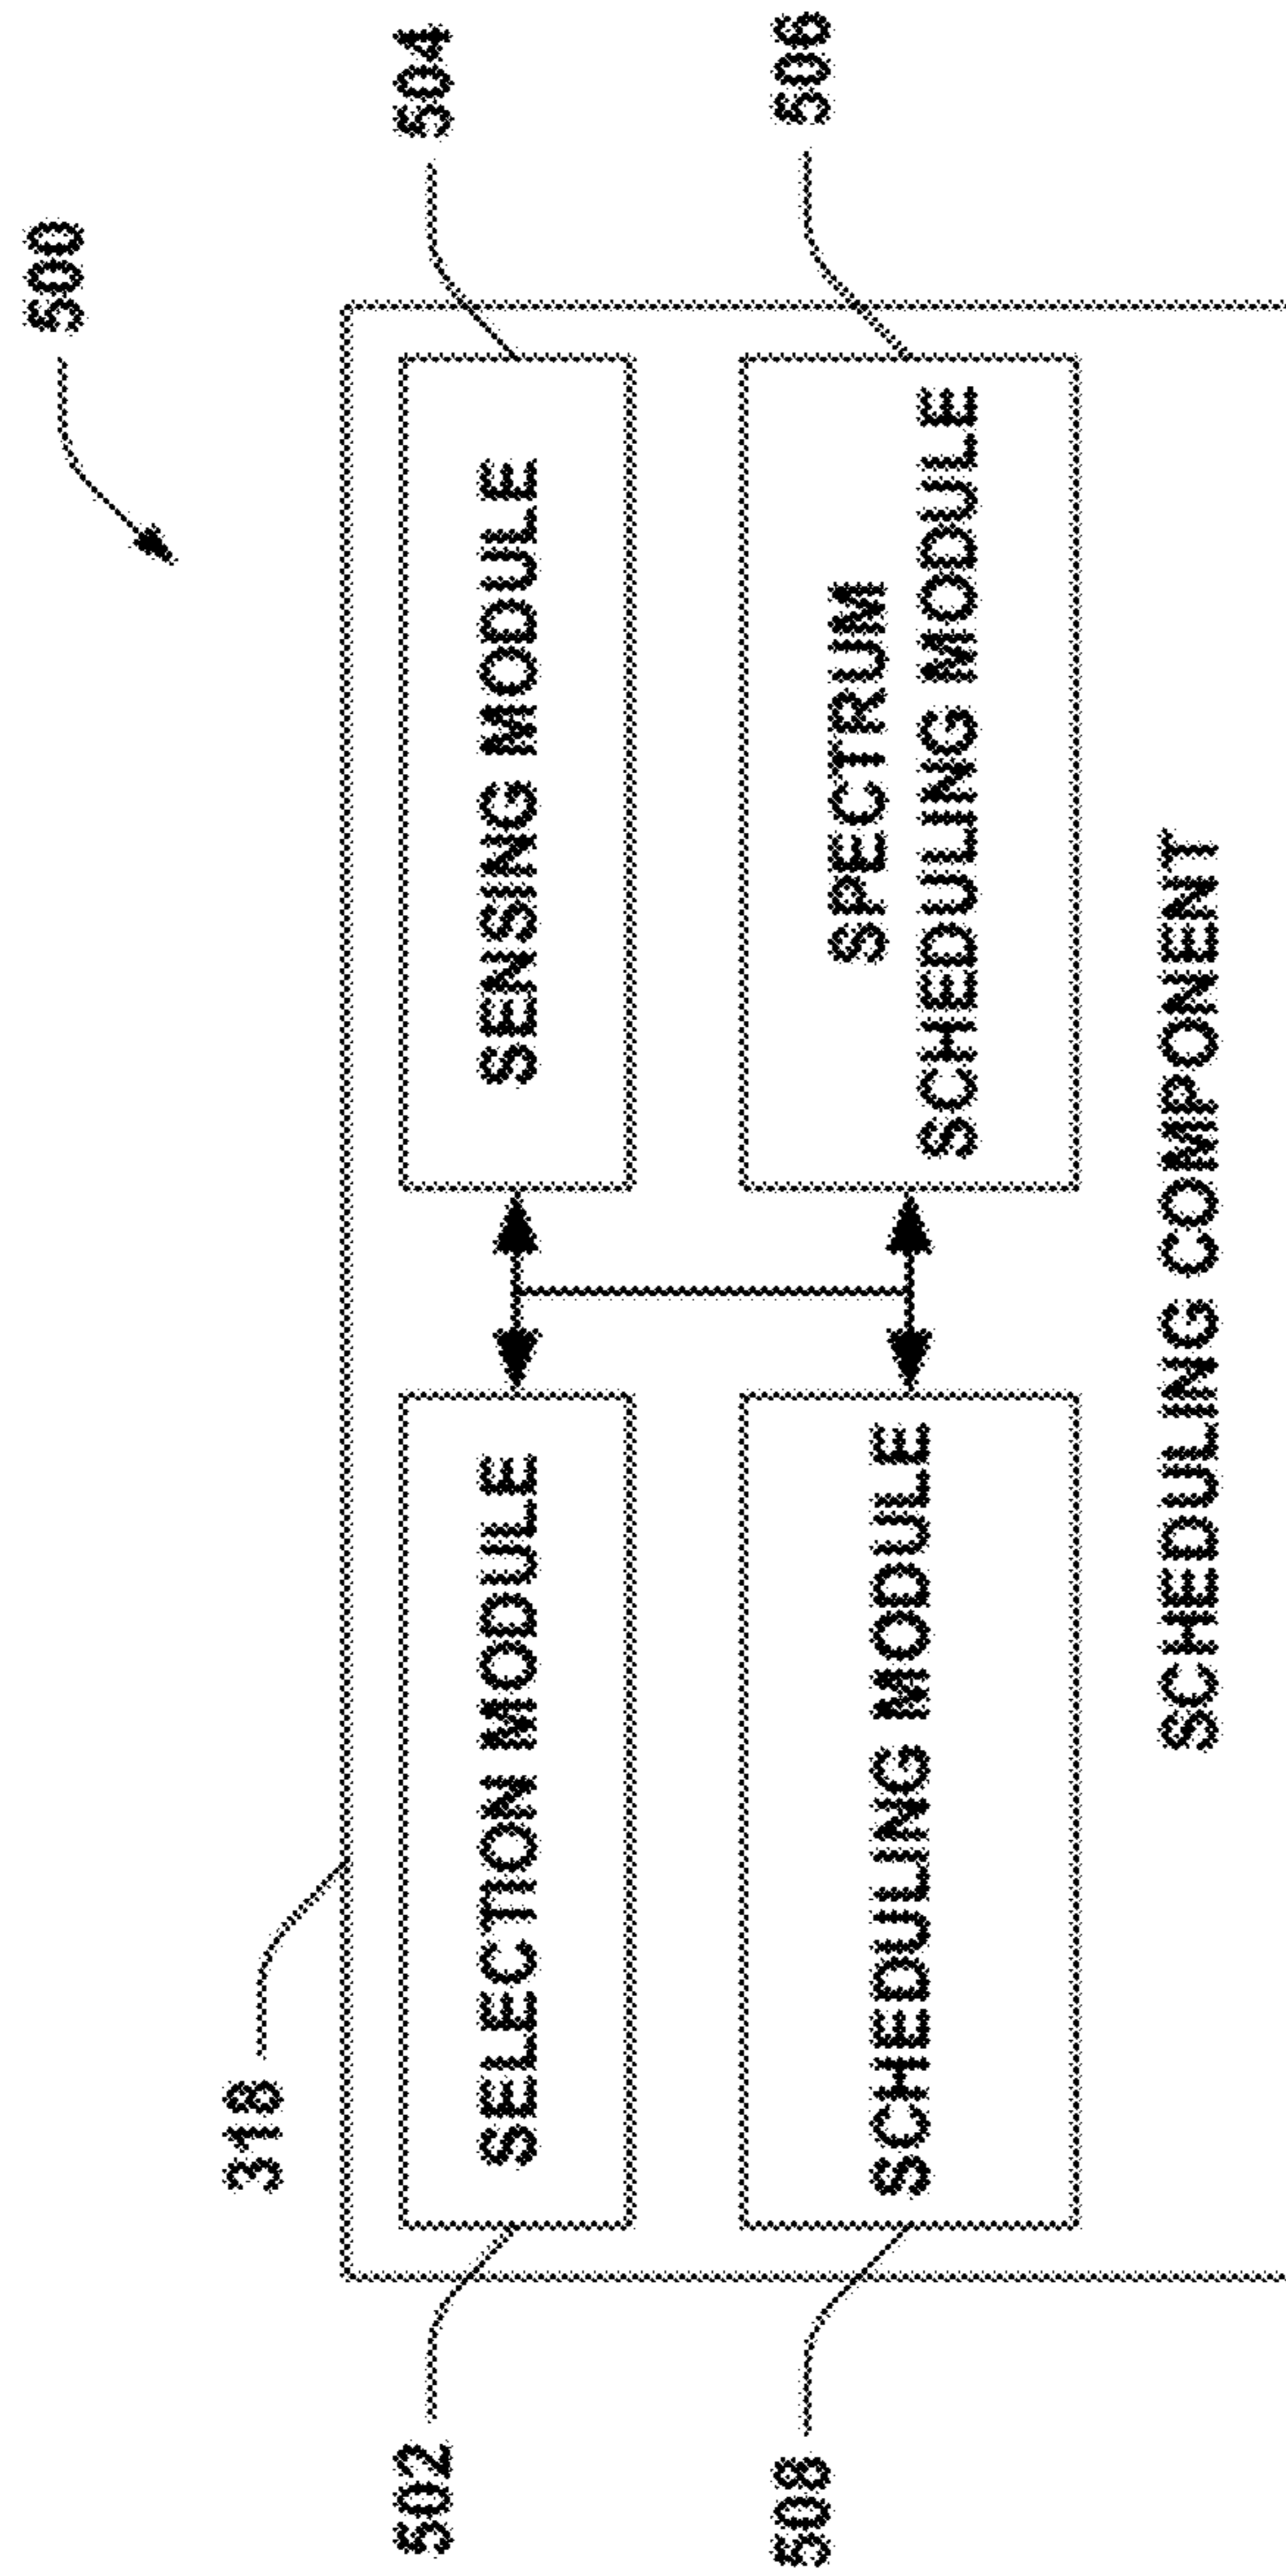 500
318
502
SELECTION MODULE
SENSING MODULE
504
508
SCHEDULING MODULE
SPECTRUM
SCHEDULING MODULE
506
SCHEDULING COMPONENT